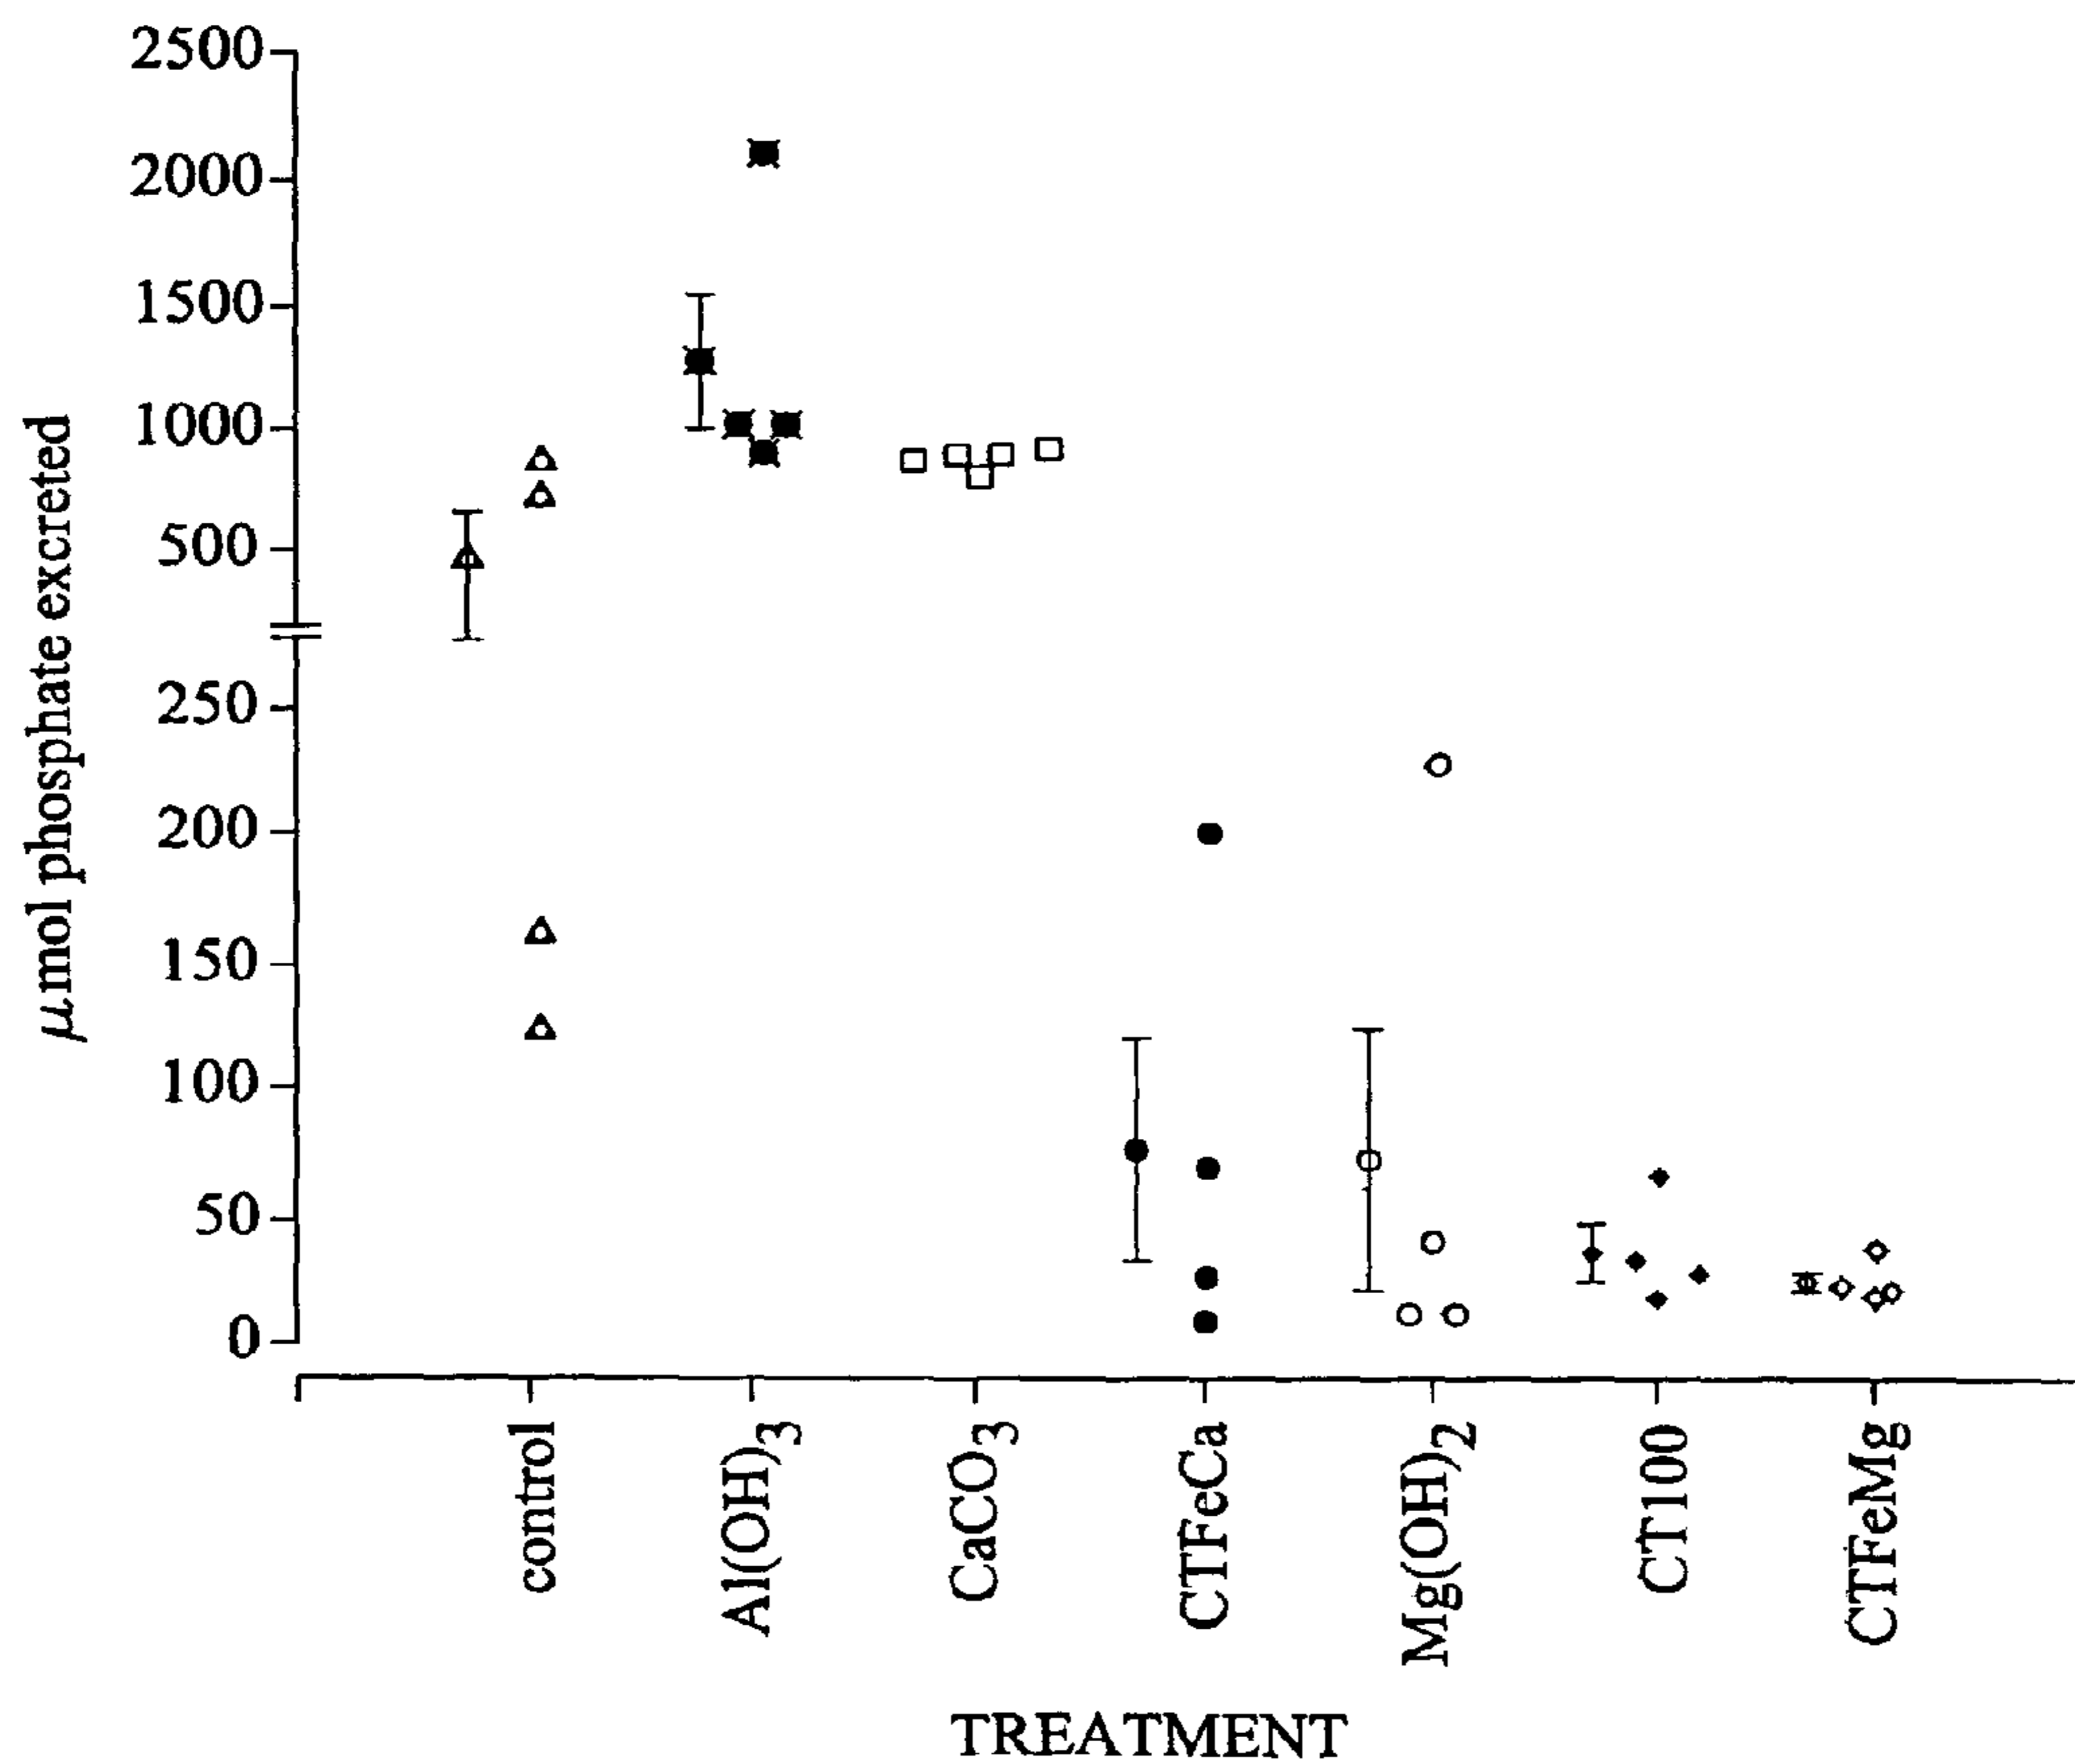 2500
2000
1500
1000
500
250
200
150
100
50
0
μmol phosphate excreted
control
Al(OH)3
CaCO3
CTFeCa
Mg(OH)2
CT100
CTFeMg
TREATMENT